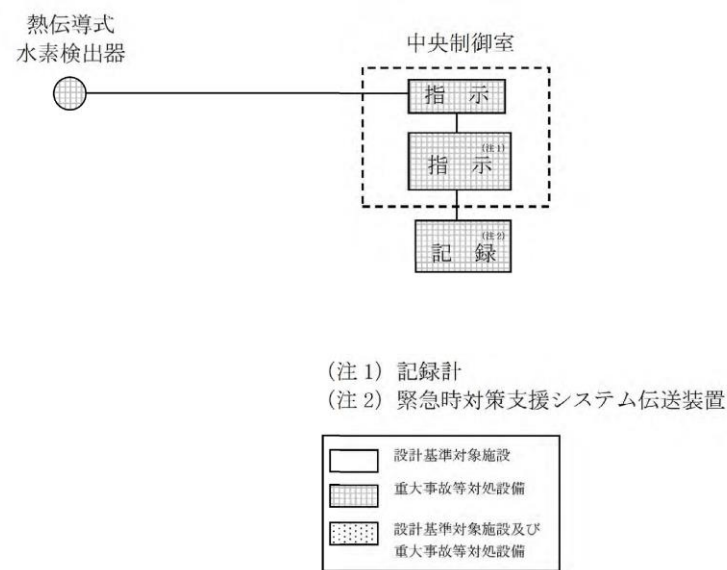 熱伝導式
水素検出器
中央制御室
指 示
指 示(注1)
記 録(注2)
(注 1) 記録計
(注 2) 緊急時対策支援システム伝送装置
設計基準対象施設
重大事故等対処設備
設計基準対象施設及び
重大事故等対処設備